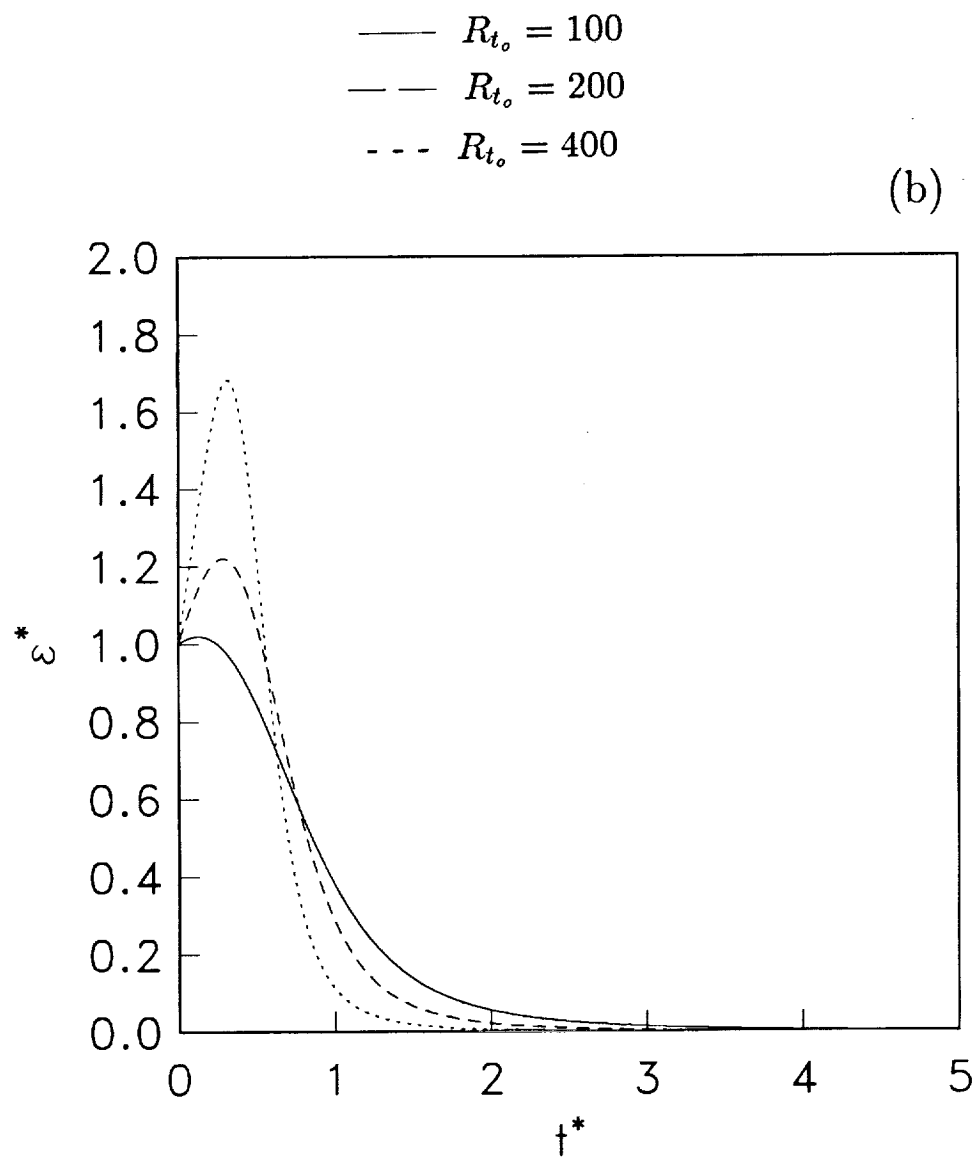 R_{t_o} = 100
R_{t_o} = 200
R_{t_o} = 400
(b)
2.0
1.8
1.6
1.4
1.2
1.0
0.8
0.6
0.4
0.2
0.0
ε*
0 1 2 3 4 5
t*